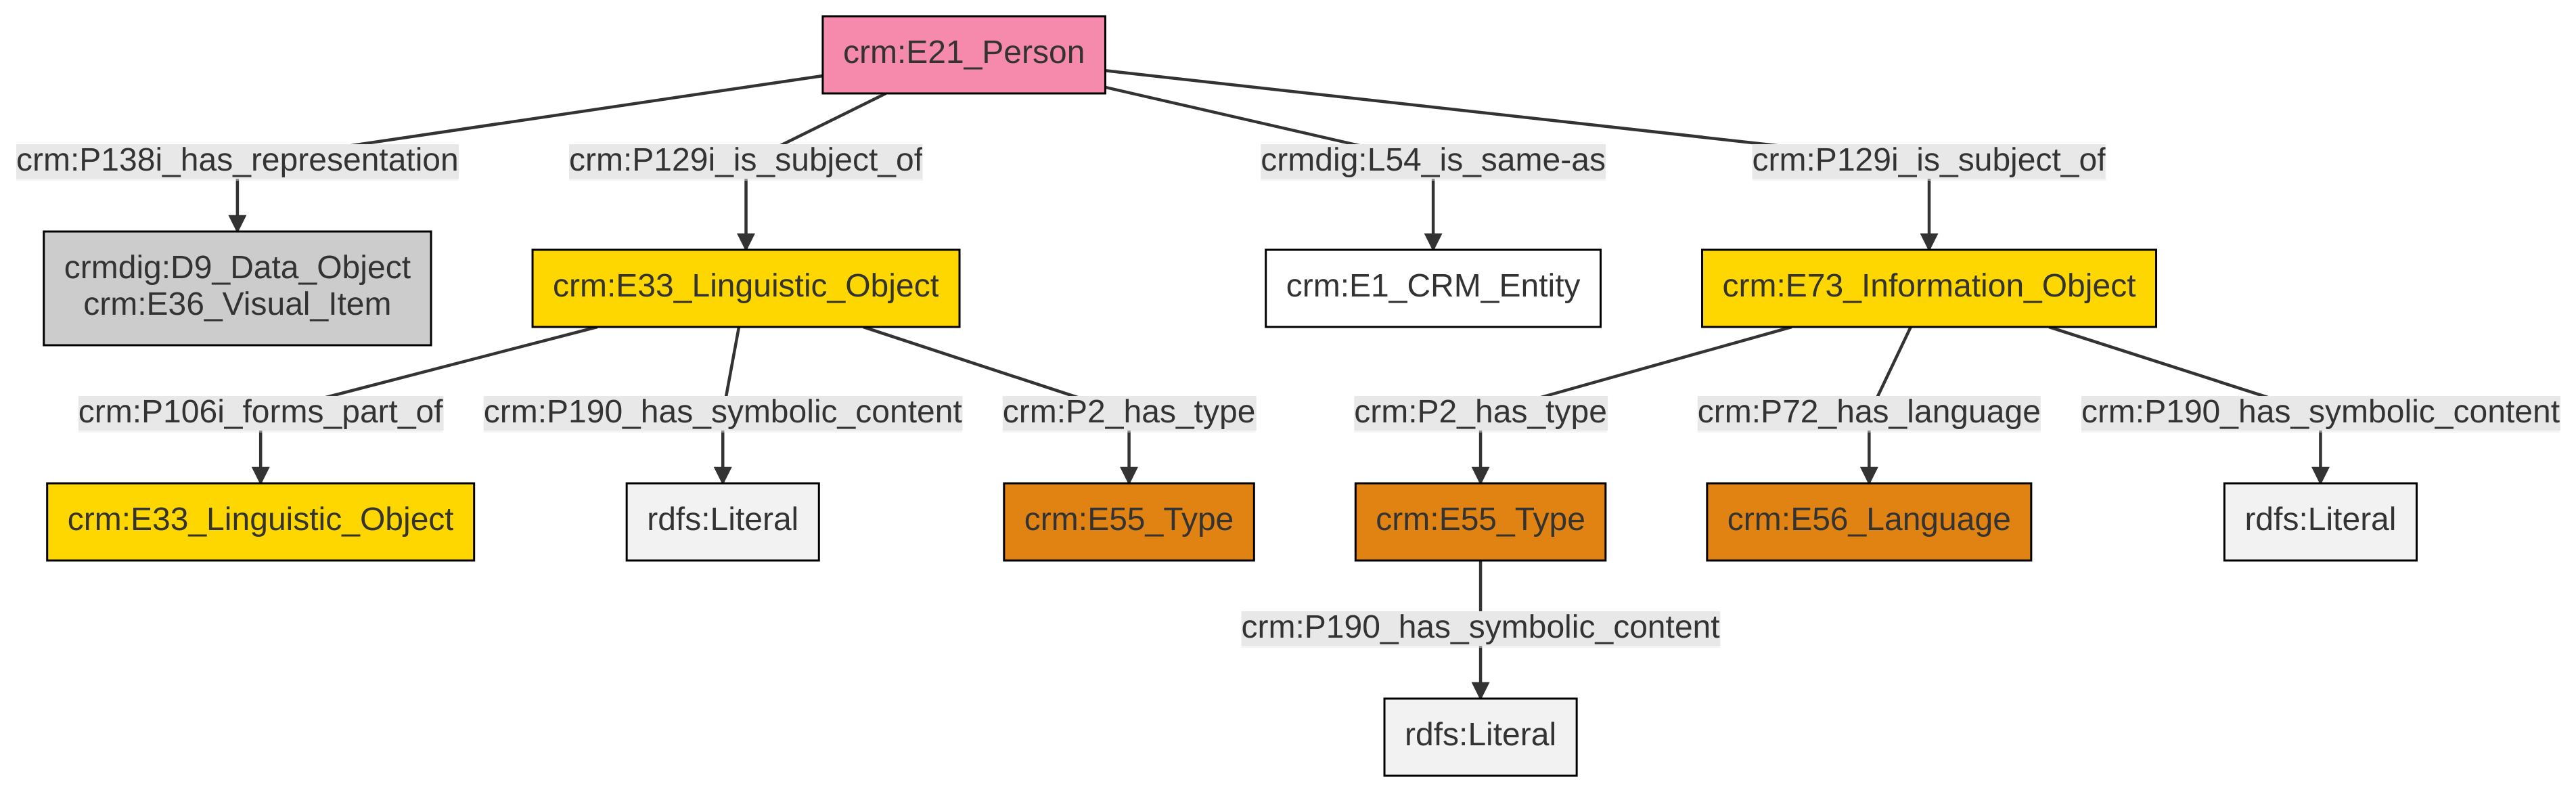 crm:E21_Person
crm:P138i_has_representation
crm:P129i_is_subject_of
crmdig:L54_is_same-as
crm:P129i_is_subject_of
crmdig:D9_Data_Object
crm:E36_Visual_Item
crm:E33_Linguistic_Object
crm:E1_CRM_Entity
crm:E73_Information_Object
crm:P106i_forms_part_of
crm:P190_has_symbolic_content
crm:P2_has_type
crm:P2_has_type
crm:P72_has_language
crm:P190_has_symbolic_content
crm:E33_Linguistic_Object
rdfs:Literal
crm:E55_Type
crm:E55_Type
crm:E56_Language
rdfs:Literal
crm:P190_has_symbolic_content
rdfs:Literal